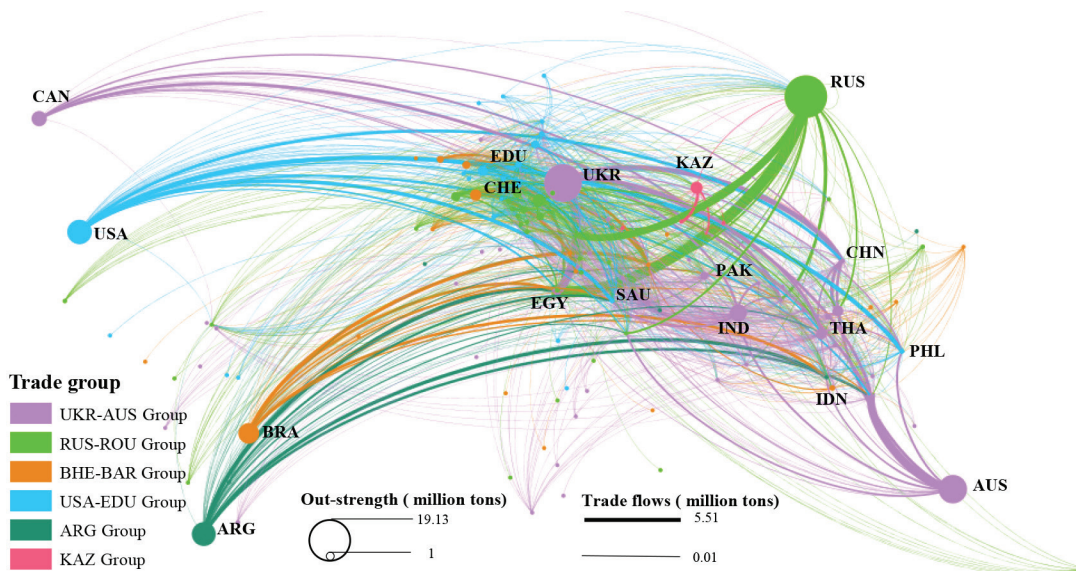 CAN
RUS
EDU
UKR
KAZ
CHE
USA
CHN
PAK
SAU
EGY
IND
THA
PHL
IDN
BRA
AUS
ARG
Trade group
UKR-AUS Group
RUS-ROU Group
BHE-BAR Group
USA-EDU Group
ARG Group
KAZ Group
Out-strength ( million tons)
19.13
1
Trade flows ( million tons)
5.51
0.01